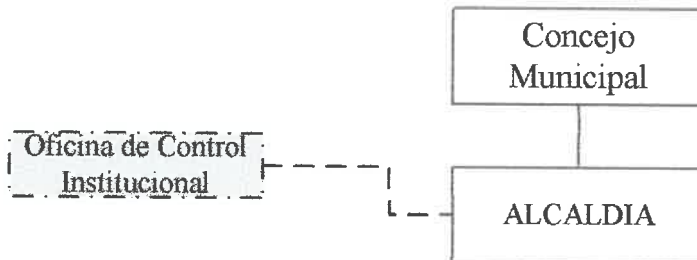 Concejo
Municipal
Oficina de Control
Institucional
ALCALDIA